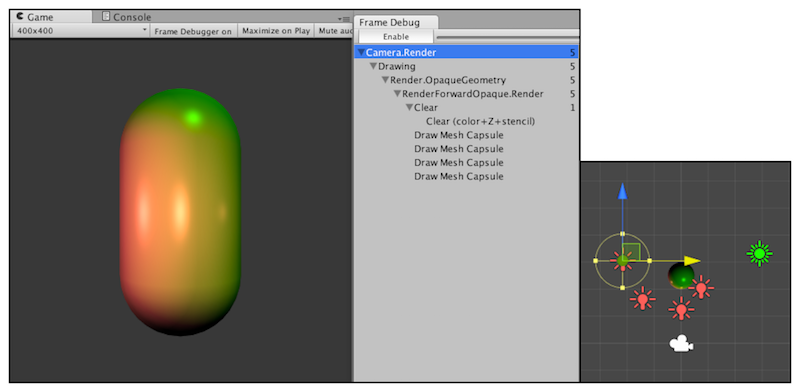 Game
Console
400x400
Frame Debugger on
Maximize on Play
Mute au
Frame Debug
Enable
Camera.Render 5
Drawing 5
Render.OpaqueGeometry 5
RenderForwardOpaque.Render 5
Clear 1
Clear (color+Z+stencil)
Draw Mesh Capsule
Draw Mesh Capsule
Draw Mesh Capsule
Draw Mesh Capsule